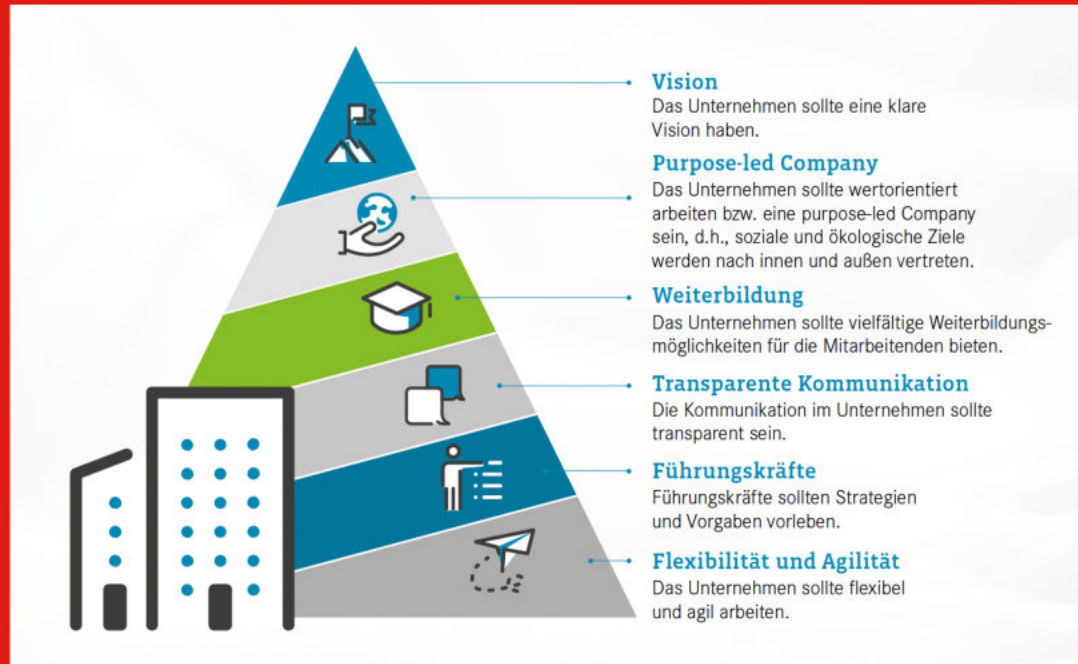 Vision
Das Unternehmen sollte eine klare
Vision haben.
Purpose-led Company
Das Unternehmen sollte wertorientiert
arbeiten bzw. eine purpose-led Company
sein, d.h., soziale und ökologische Ziele
werden nach innen und außen vertreten.
Weiterbildung
Das Unternehmen sollte vielfältige Weiterbildungs-
möglichkeiten für die Mitarbeitenden bieten.
Transparente Kommunikation
Die Kommunikation im Unternehmen sollte
transparent sein.
Führungskräfte
Führungskräfte sollten Strategien
und Vorgaben vorleben.
Flexibilität und Agilität
Das Unternehmen sollte flexibel
und agil arbeiten.